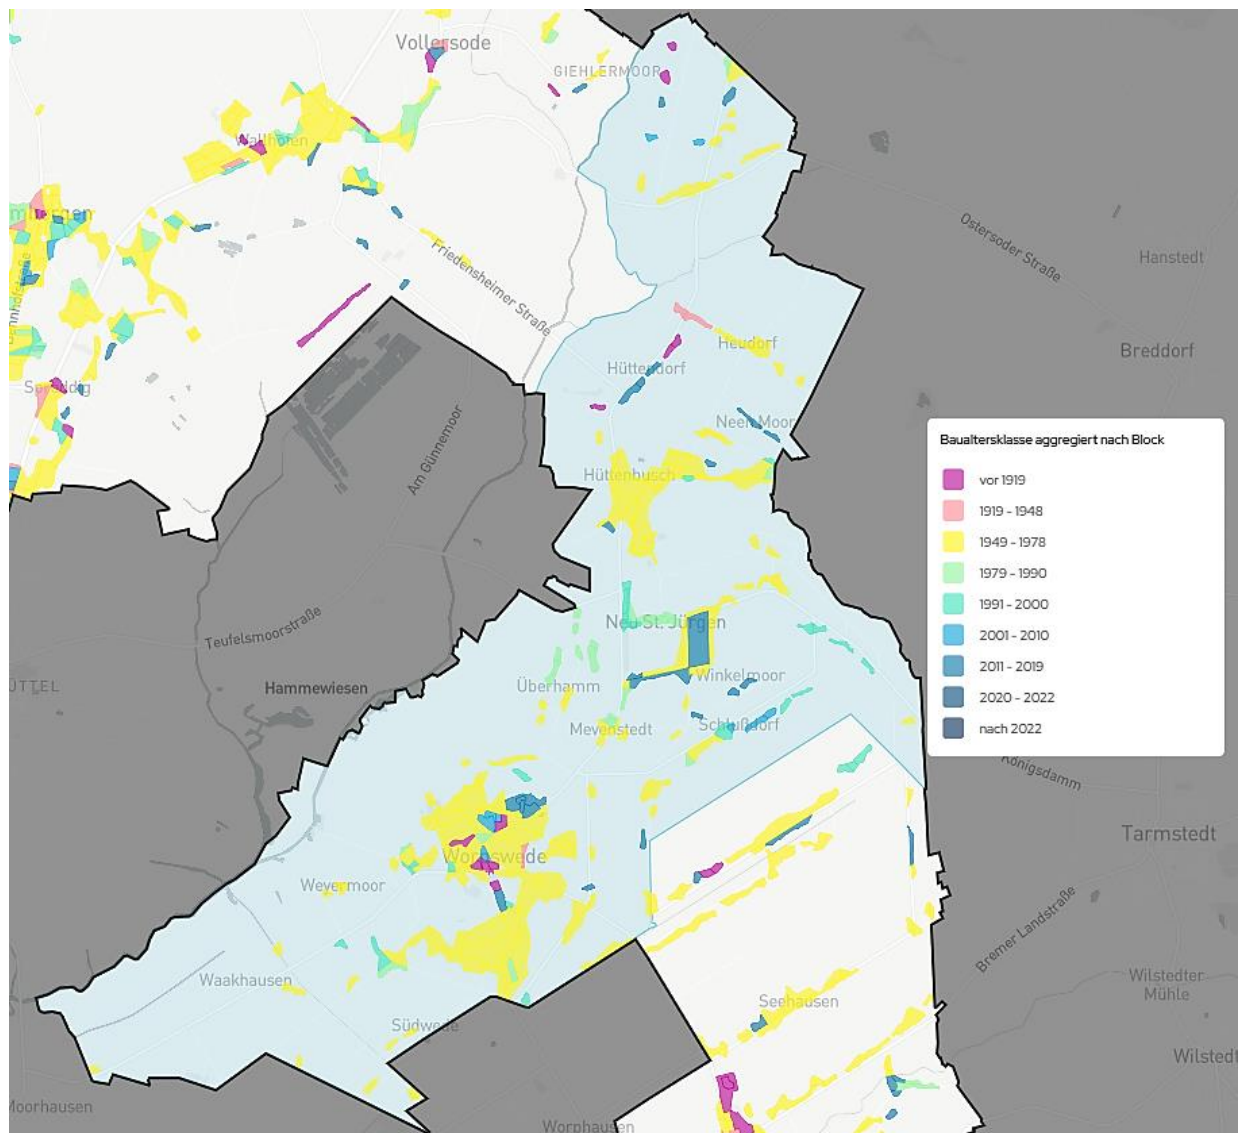 Vollersode
GIEHLERMOOR
Wallhöfen
Ostersoder Straße
Hanstedt
Friedensheimer Straße
Breddorf
Heudorf
Hüttendorf
Neen Moor
Am Günnemoor
Hüttenbusch
Baualtersklasse aggregiert nach Block
vor 1919
1919 - 1948
1949 - 1978
1979 - 1990
1991 - 2000
2001 - 2010
2011 - 2019
2020 - 2022
nach 2022
Teufelsmoorstraße
Neu St. Jürgen
Winkelmoor
Überhamm
Hammewiesen
ÖTTEL
Mevenstedt
Schlußdorf
Königsdamm
Tarmstedt
Worpswede
Weyermoor
Bremer Landstraße
Waakhausen
Wilstedter
Mühle
Seehausen
Südwede
Wilstedt
Moorhausen
Worphausen